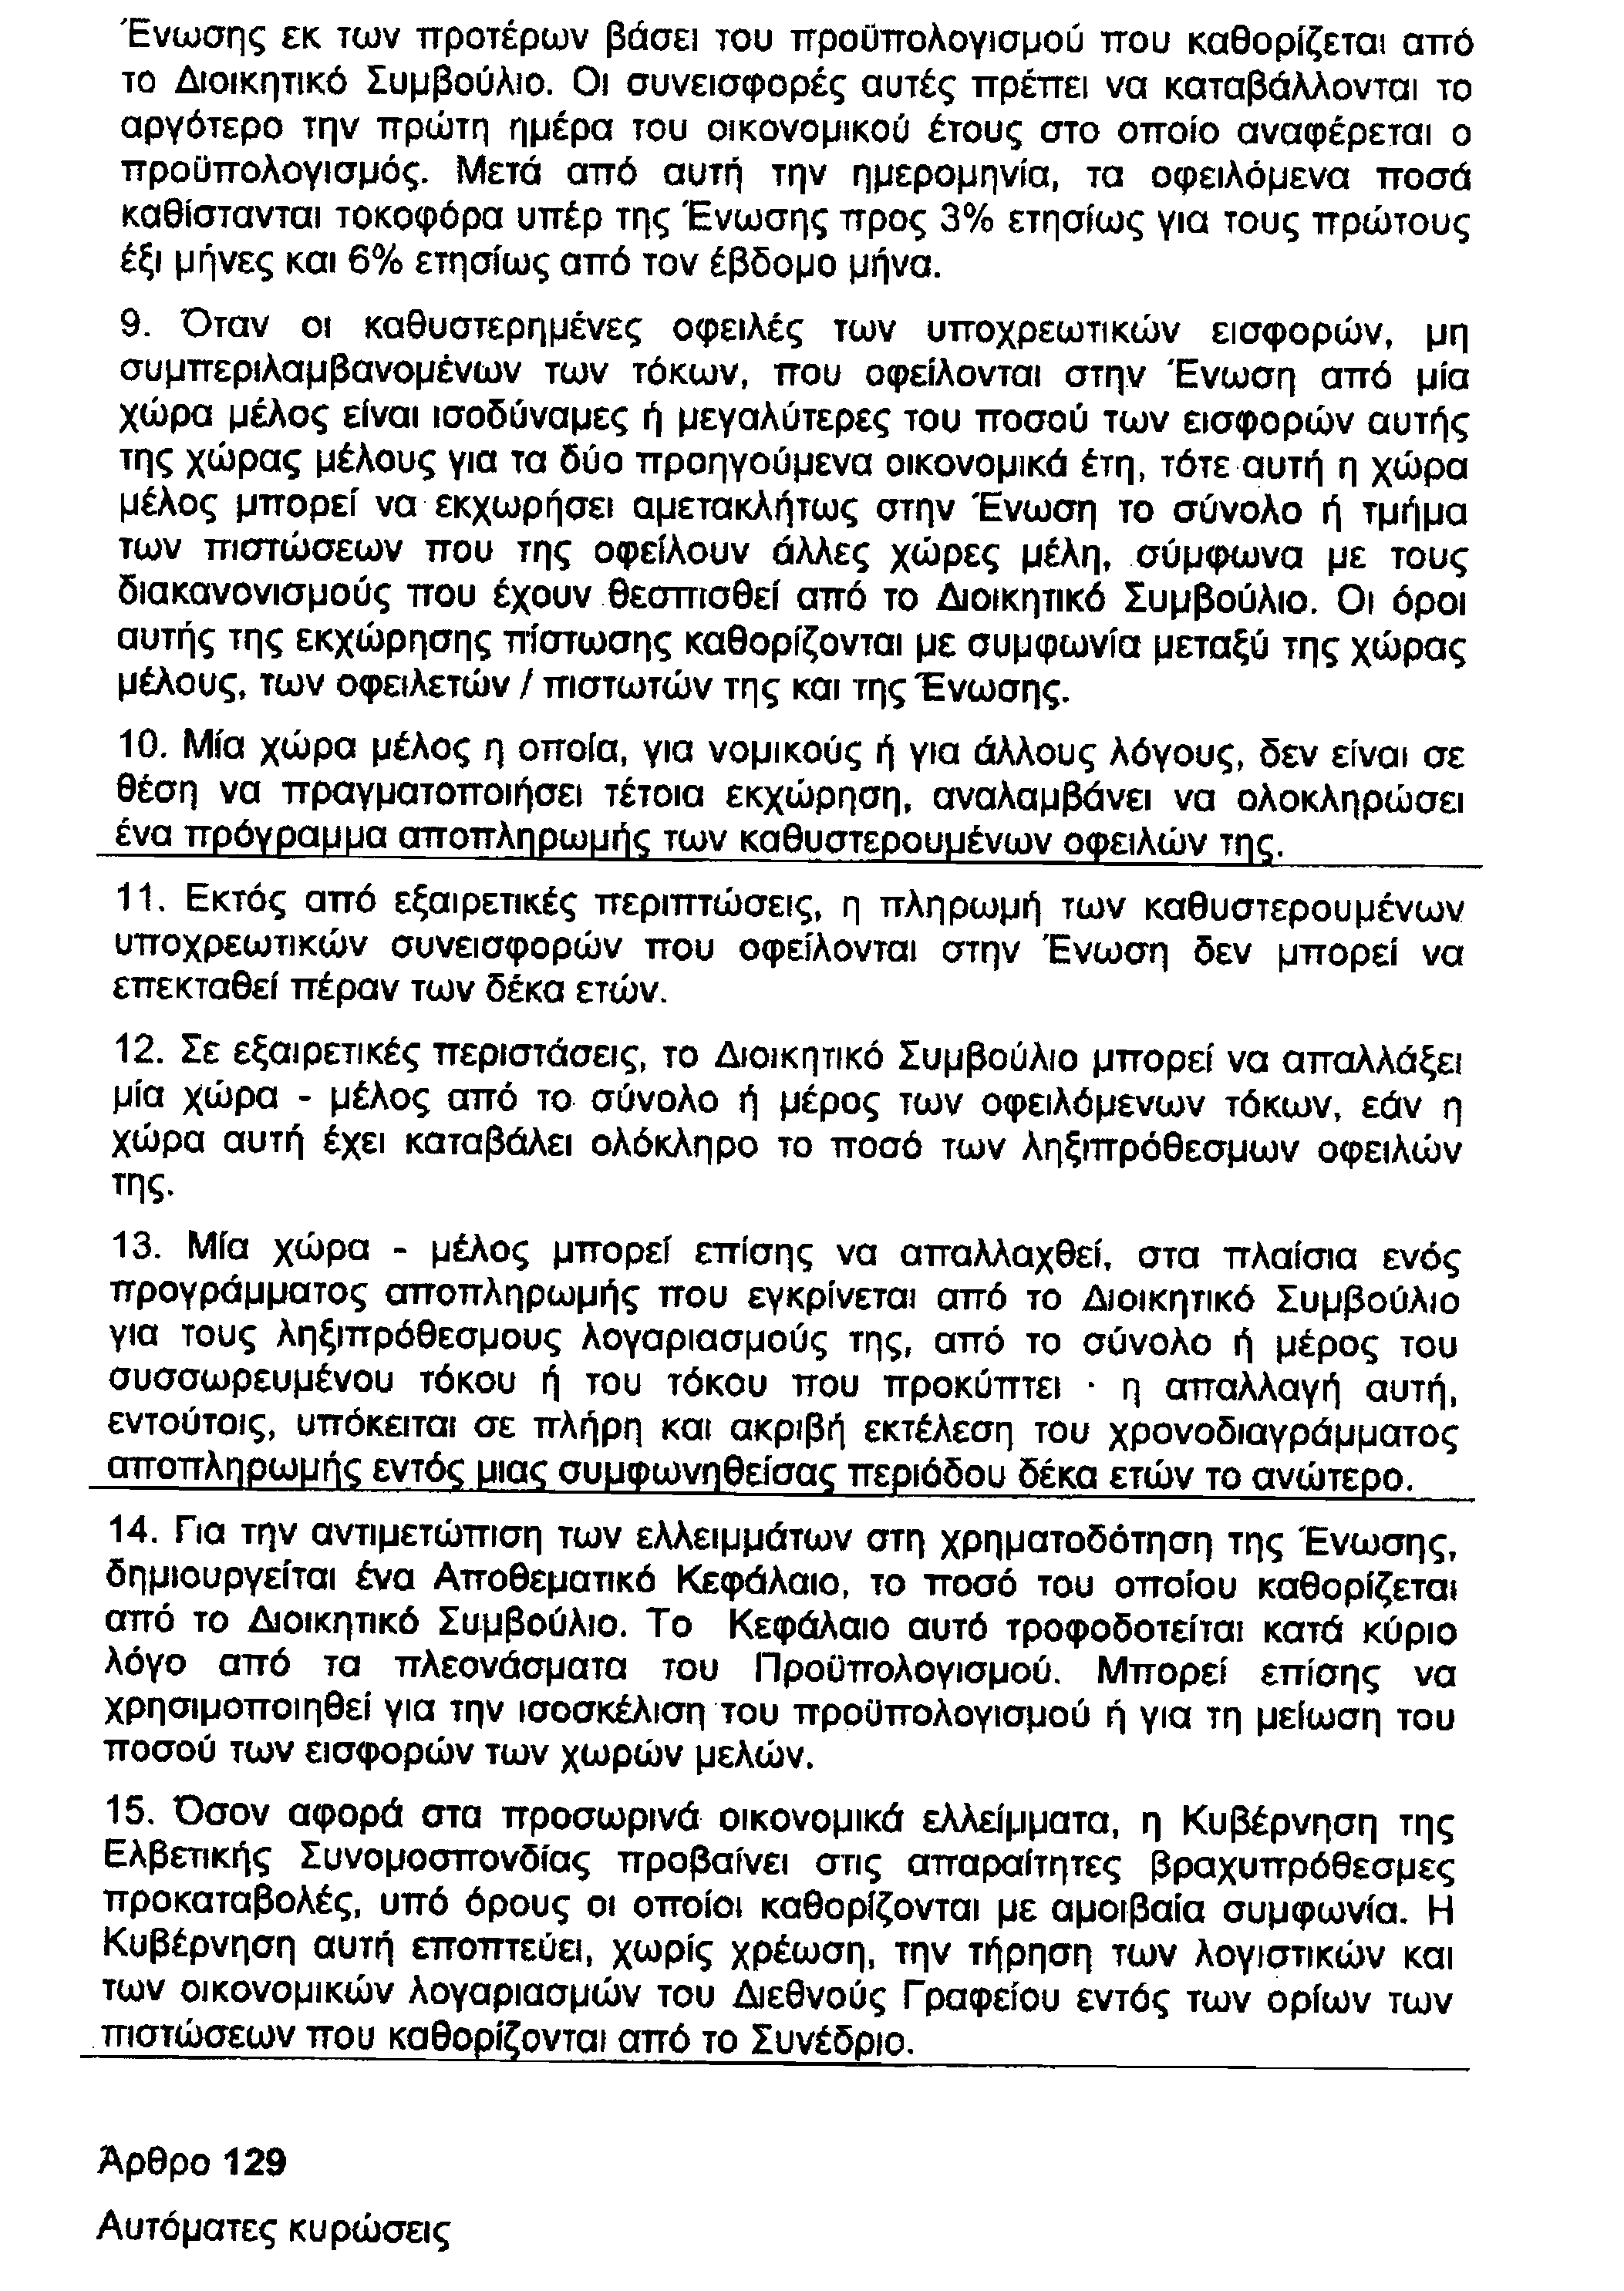 Ένωσης εκ των προτέρων βάσει του προϋπολογισμού που καθορίζεται από
το Διοικητικό Συμβούλιο. Οι συνεισφορές αυτές πρέπει να καταβάλλονται το
αργότερο την πρώτη ημέρα του οικονομικού έτους στο οποίο αναφέρεται ο
προϋπολογισμός. Μετά από αυτή την ημερομηνία, τα οφειλόμενα ποσά
καθίστανται τοκοφόρα υπέρ της Ένωσης προς 3% ετησίως για τους πρώτους
έξι μήνες και 6% ετησίως από τον έβδομο μήνα.
9. Όταν οι καθυστερημένες οφειλές των υποχρεωτικών εισφορών, μη
συμπεριλαμβανομένων των τόκων, που οφείλονται στην Ένωση από μία
χώρα μέλος είναι ισοδύναμες ή μεγαλύτερες του ποσού των εισφορών αυτής
της χώρας μέλους για τα δύο προηγούμενα οικονομικά έτη, τότε αυτή η χώρα
μέλος μπορεί να εκχωρήσει αμετακλήτως στην Ένωση το σύνολο ή τμήμα
των πιστώσεων που της οφείλουν άλλες χώρες μέλη, σύμφωνα με τους
διακανονισμούς που έχουν θεσπισθεί από το Διοικητικό Συμβούλιο. Οι όροι
αυτής της εκχώρησης πίστωσης καθορίζονται με συμφωνία μεταξύ της χώρας
μέλους, των οφειλετών / πιστωτών της και της Ένωσης.
10. Μία χώρα μέλος η οποία, για νομικούς ή για άλλους λόγους, δεν είναι σε
θέση να πραγματοποιήσει τέτοια εκχώρηση, αναλαμβάνει να ολοκληρώσει
ένα πρόγραμμα αποπληρωμής των καθυστερουμένων οφειλών της.
11. Εκτός από εξαιρετικές περιπτώσεις, η πληρωμή των καθυστερουμένων
υποχρεωτικών συνεισφορών που οφείλονται στην Ένωση δεν μπορεί να
επεκταθεί πέραν των δέκα ετών.
12. Σε εξαιρετικές περιστάσεις, το Διοικητικό Συμβούλιο μπορεί να απαλλάξει
μία χώρα - μέλος από το σύνολο ή μέρος των οφειλόμενων τόκων, εάν η
χώρα αυτή έχει καταβάλει ολόκληρο το ποσό των ληξιπρόθεσμων οφειλών
της.
13. Μία χώρα - μέλος μπορεί επίσης να απαλλαχθεί, στα πλαίσια ενός
προγράμματος αποπληρωμής που εγκρίνεται από το Διοικητικό Συμβούλιο
για τους ληξιπρόθεσμους λογαριασμούς της, από το σύνολο ή μέρος του
συσσωρευμένου τόκου ή του τόκου που προκύπτει · η απαλλαγή αυτή,
εντούτοις, υπόκειται σε πλήρη και ακριβή εκτέλεση του χρονοδιαγράμματος
αποπληρωμής εντός μιας συμφωνηθείσας περιόδου δέκα ετών το ανώτερο.
14. Για την αντιμετώπιση των ελλειμμάτων στη χρηματοδότηση της Ένωσης,
δημιουργείται ένα Αποθεματικό Κεφάλαιο, το ποσό του οποίου καθορίζεται
από το Διοικητικό Συμβούλιο. Το Κεφάλαιο αυτό τροφοδοτείται κατά κύριο
λόγο από τα πλεονάσματα του Προϋπολογισμού. Μπορεί επίσης να
χρησιμοποιηθεί για την ισοσκέλιση του προϋπολογισμού ή για τη μείωση του
ποσού των εισφορών των χωρών μελών.
15. Όσον αφορά στα προσωρινά οικονομικά ελλείμματα, η Κυβέρνηση της
Ελβετικής Συνομοσπονδίας προβαίνει στις απαραίτητες βραχυπρόθεσμες
προκαταβολές, υπό όρους οι οποίοι καθορίζονται με αμοιβαία συμφωνία. Η
Κυβέρνηση αυτή εποπτεύει, χωρίς χρέωση, την τήρηση των λογιστικών και
των οικονομικών λογαριασμών του Διεθνούς Γραφείου εντός των ορίων των
πιστώσεων που καθορίζονται από το Συνέδριο.
Άρθρο 129
Αυτόματες κυρώσεις